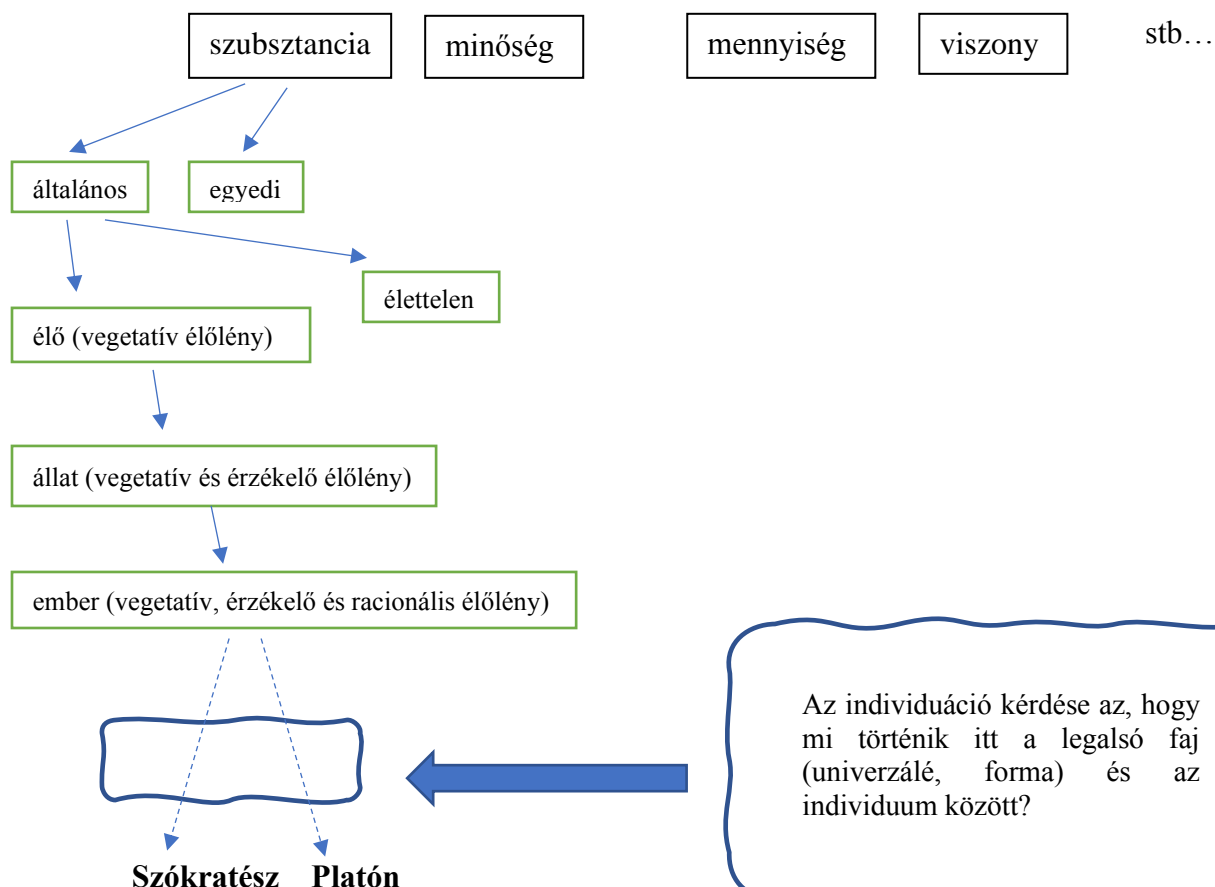 szubsztancia
minőség
mennyiség
viszony
stb…
általános
egyedi
élettelen
élő (vegetatív élőlény)
állat (vegetatív és érzékelő élőlény)
ember (vegetatív, érzékelő és racionális élőlény)
Az individuáció kérdése az, hogy
mi történik itt a legalsó faj
(univerzálé, forma) és az
individuum között?
Szókratész Platón